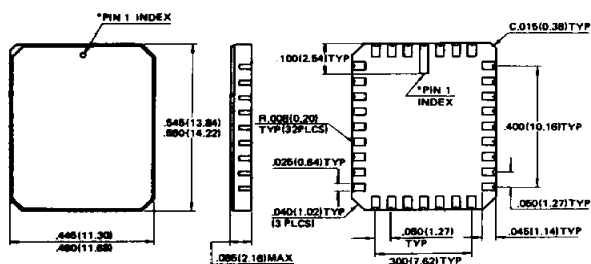 *PIN 1 INDEX
C.015(0.38)TYP
.100(2.54)TYP
*PIN 1
INDEX
.545(13.84)
.560(14.22)
R.008(0.20)
TYP(32PLCS)
.400(10.16)TYP
.025(0.64)TYP
.050(1.27)TYP
.040(1.02)TYP
(3 PLCS)
.050(1.27)
TYP
.045(1.14)TYP
.445(11.30)
.460(11.68)
.085(2.16)MAX
.300(7.62)TYP